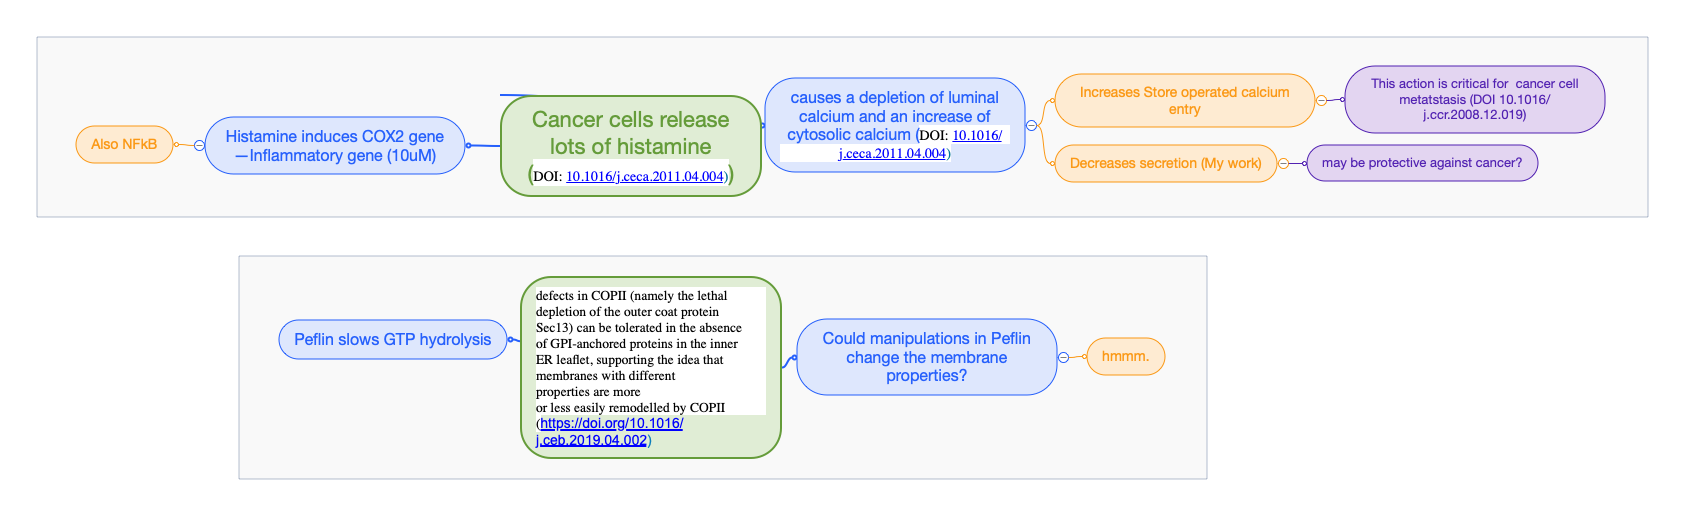 Also NFkB
Histamine induces COX2 gene
—Inflammatory gene (10uM)
Cancer cells release
lots of histamine
(DOI: 10.1016/j.ceca.2011.04.004))
causes a depletion of luminal
calcium and an increase of
cytosolic calcium (DOI: 10.1016/
j.ceca.2011.04.004)
Increases Store operated calcium
entry
This action is critical for  cancer cell
metatstasis (DOI 10.1016/
j.ccr.2008.12.019)
Decreases secretion (My work)
may be protective against cancer?
Peflin slows GTP hydrolysis
defects in COPII (namely the lethal
depletion of the outer coat protein
Sec13) can be tolerated in the absence
of GPI-anchored proteins in the inner
ER leaflet, supporting the idea that
membranes with different
properties are more
or less easily remodelled by COPII
(https://doi.org/10.1016/
j.ceb.2019.04.002)
Could manipulations in Peflin
change the membrane
properties?
hmmm.